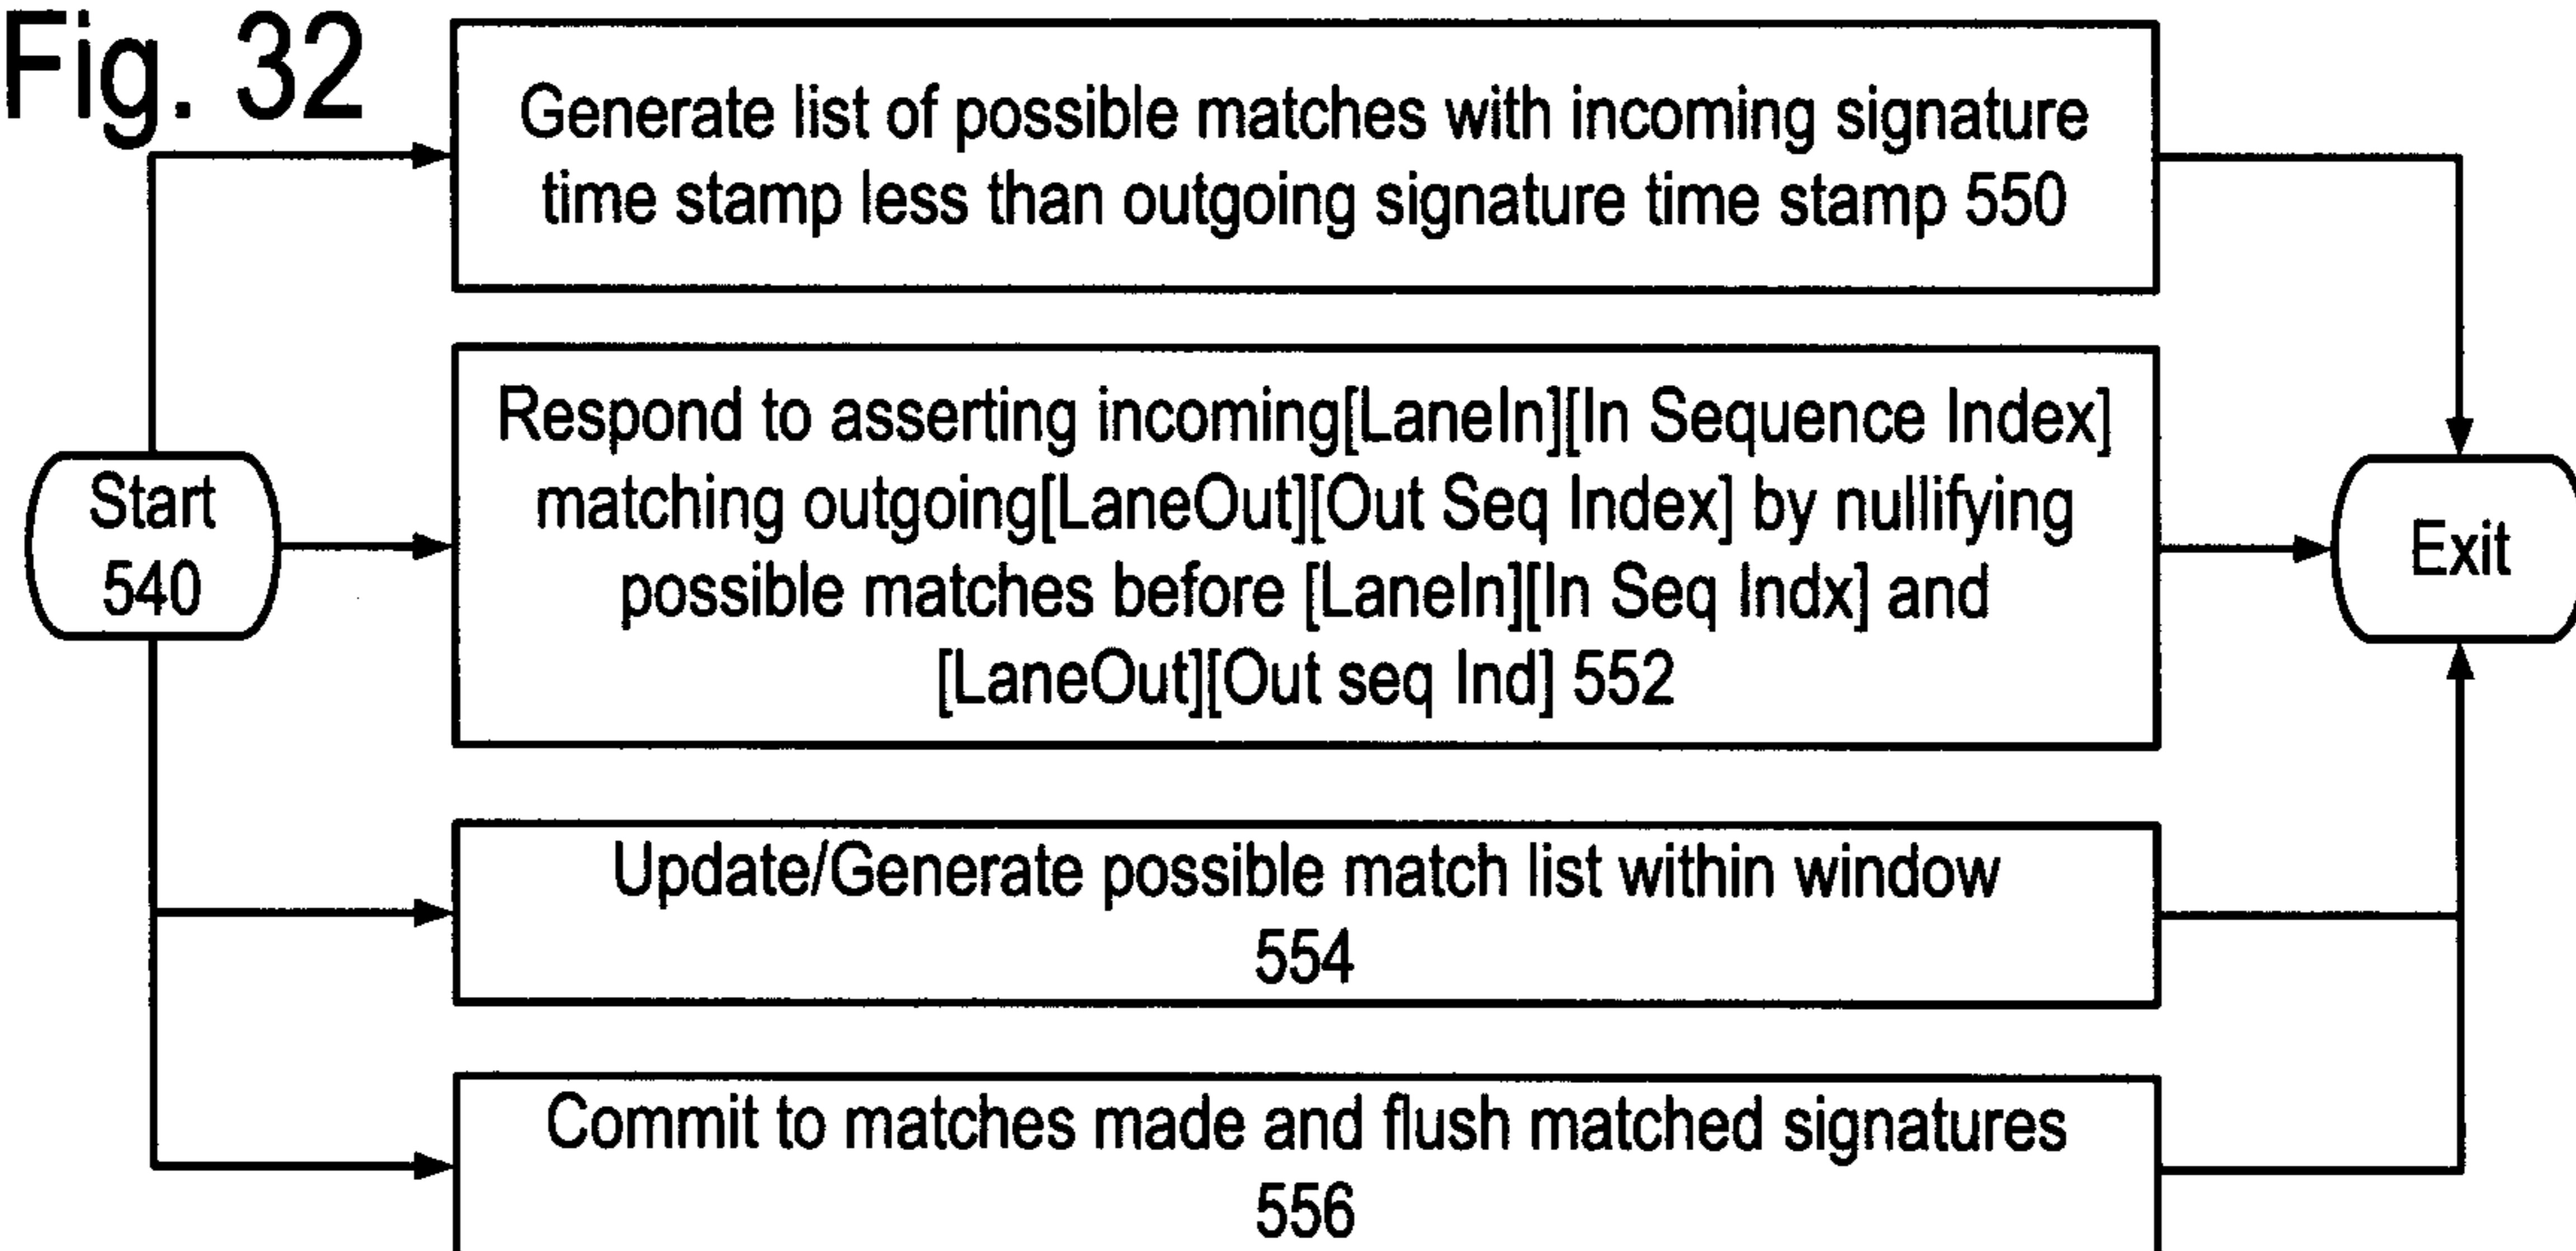 Fig. 32
Generate list of possible matches with incoming signature
time stamp less than outgoing signature time stamp 550
Respond to asserting incoming[LaneIn][In Sequence Index]
matching outgoing[LaneOut][Out Seq Index] by nullifying
possible matches before [LaneIn][In Seq Indx] and
[LaneOut][Out seq Ind] 552
Start
540
Exit
Update/Generate possible match list within window
554
Commit to matches made and flush matched signatures
556